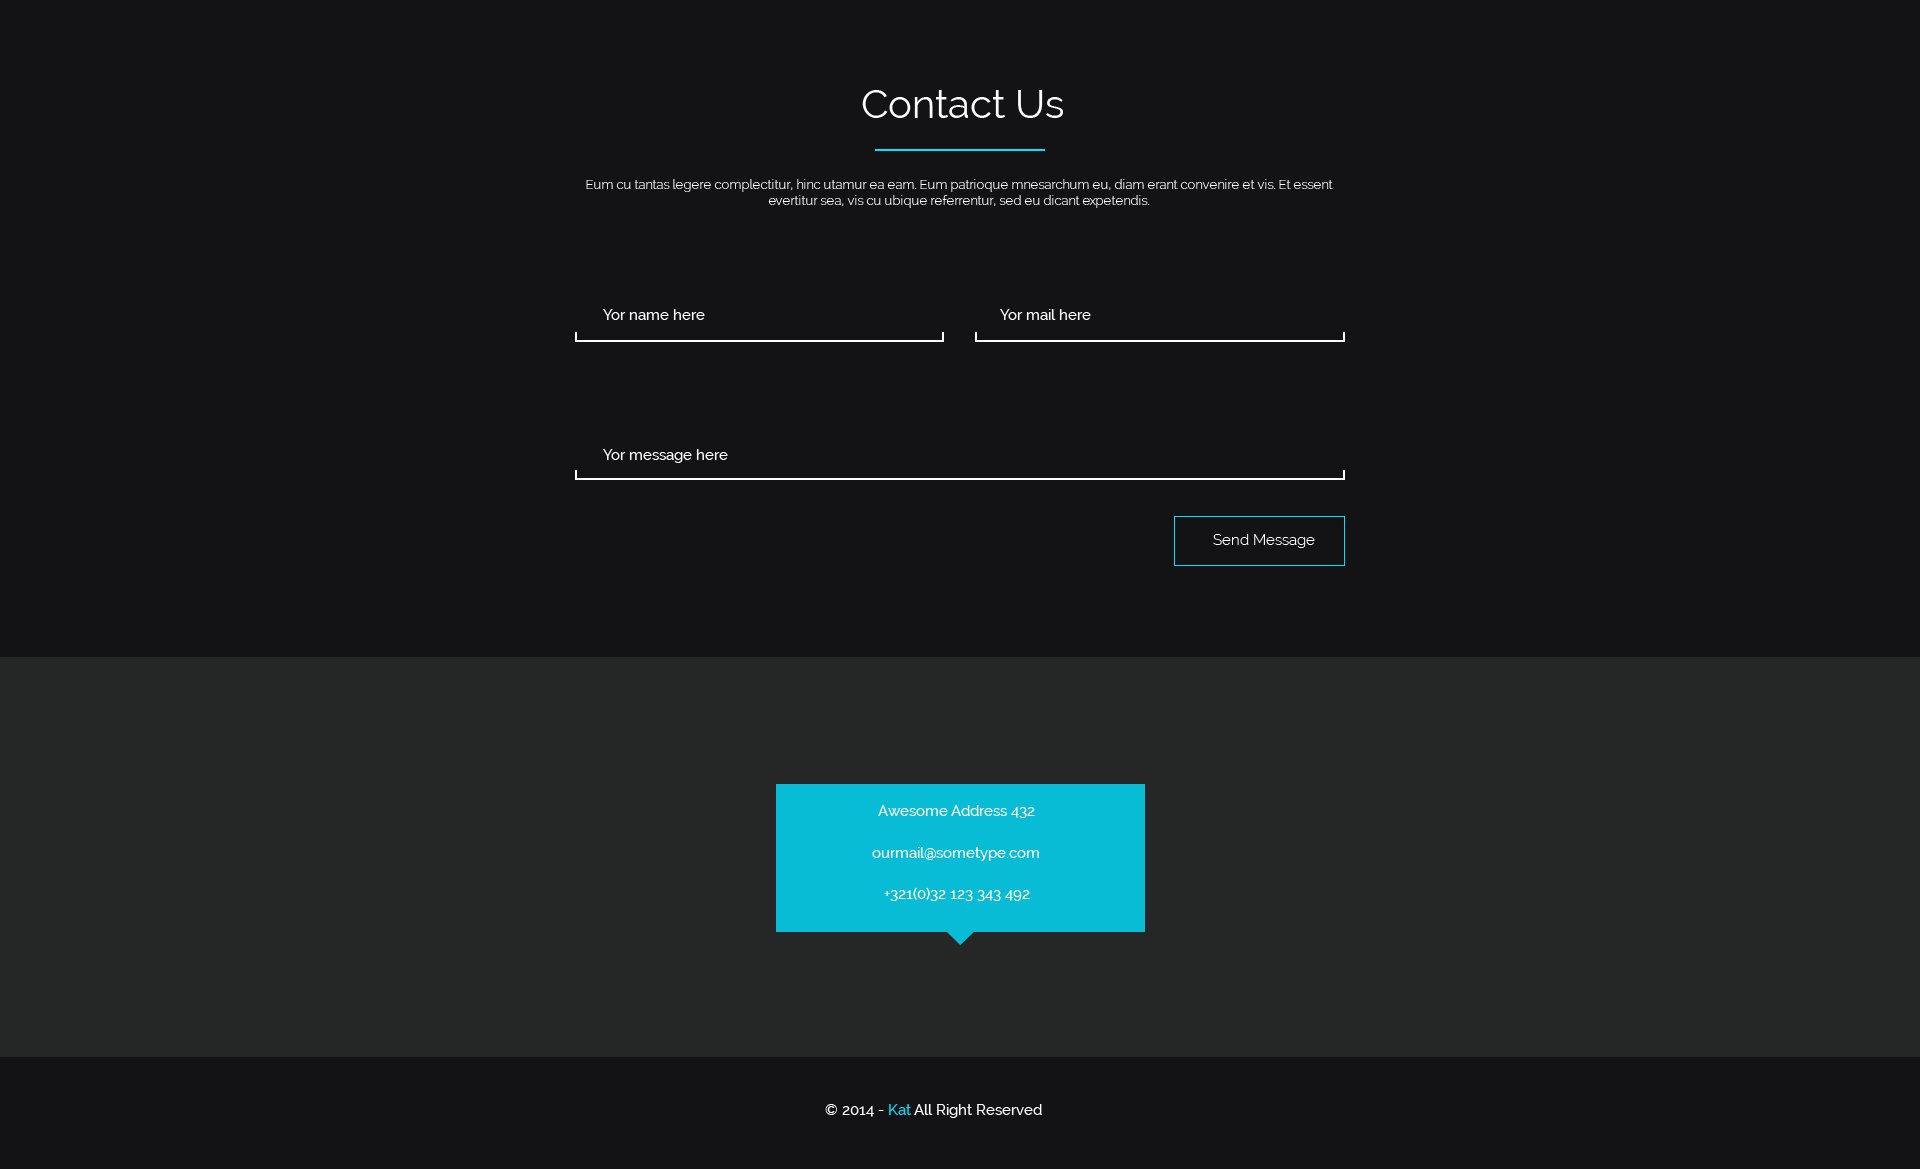 Contact Us
Eum cu tantas legere complectitur, hinc utamur ea eam. Eum patrioque mnesarchum eu, diam erant convenire et vis. Et essent
evertitur sea, vis cu ubique referrentur, sed eu dicant expetendis.
Yor name here
Yor mail here
Yor message here
Send Message
Awesome Address 432
ourmail@sometype.com
+321(0)32 123 343 492
© 2014 - Kat All Right Reserved